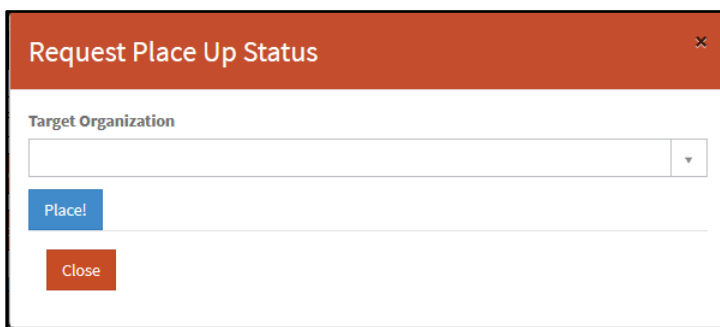 Request Place Up Status
×
Target Organization
Place!
Close